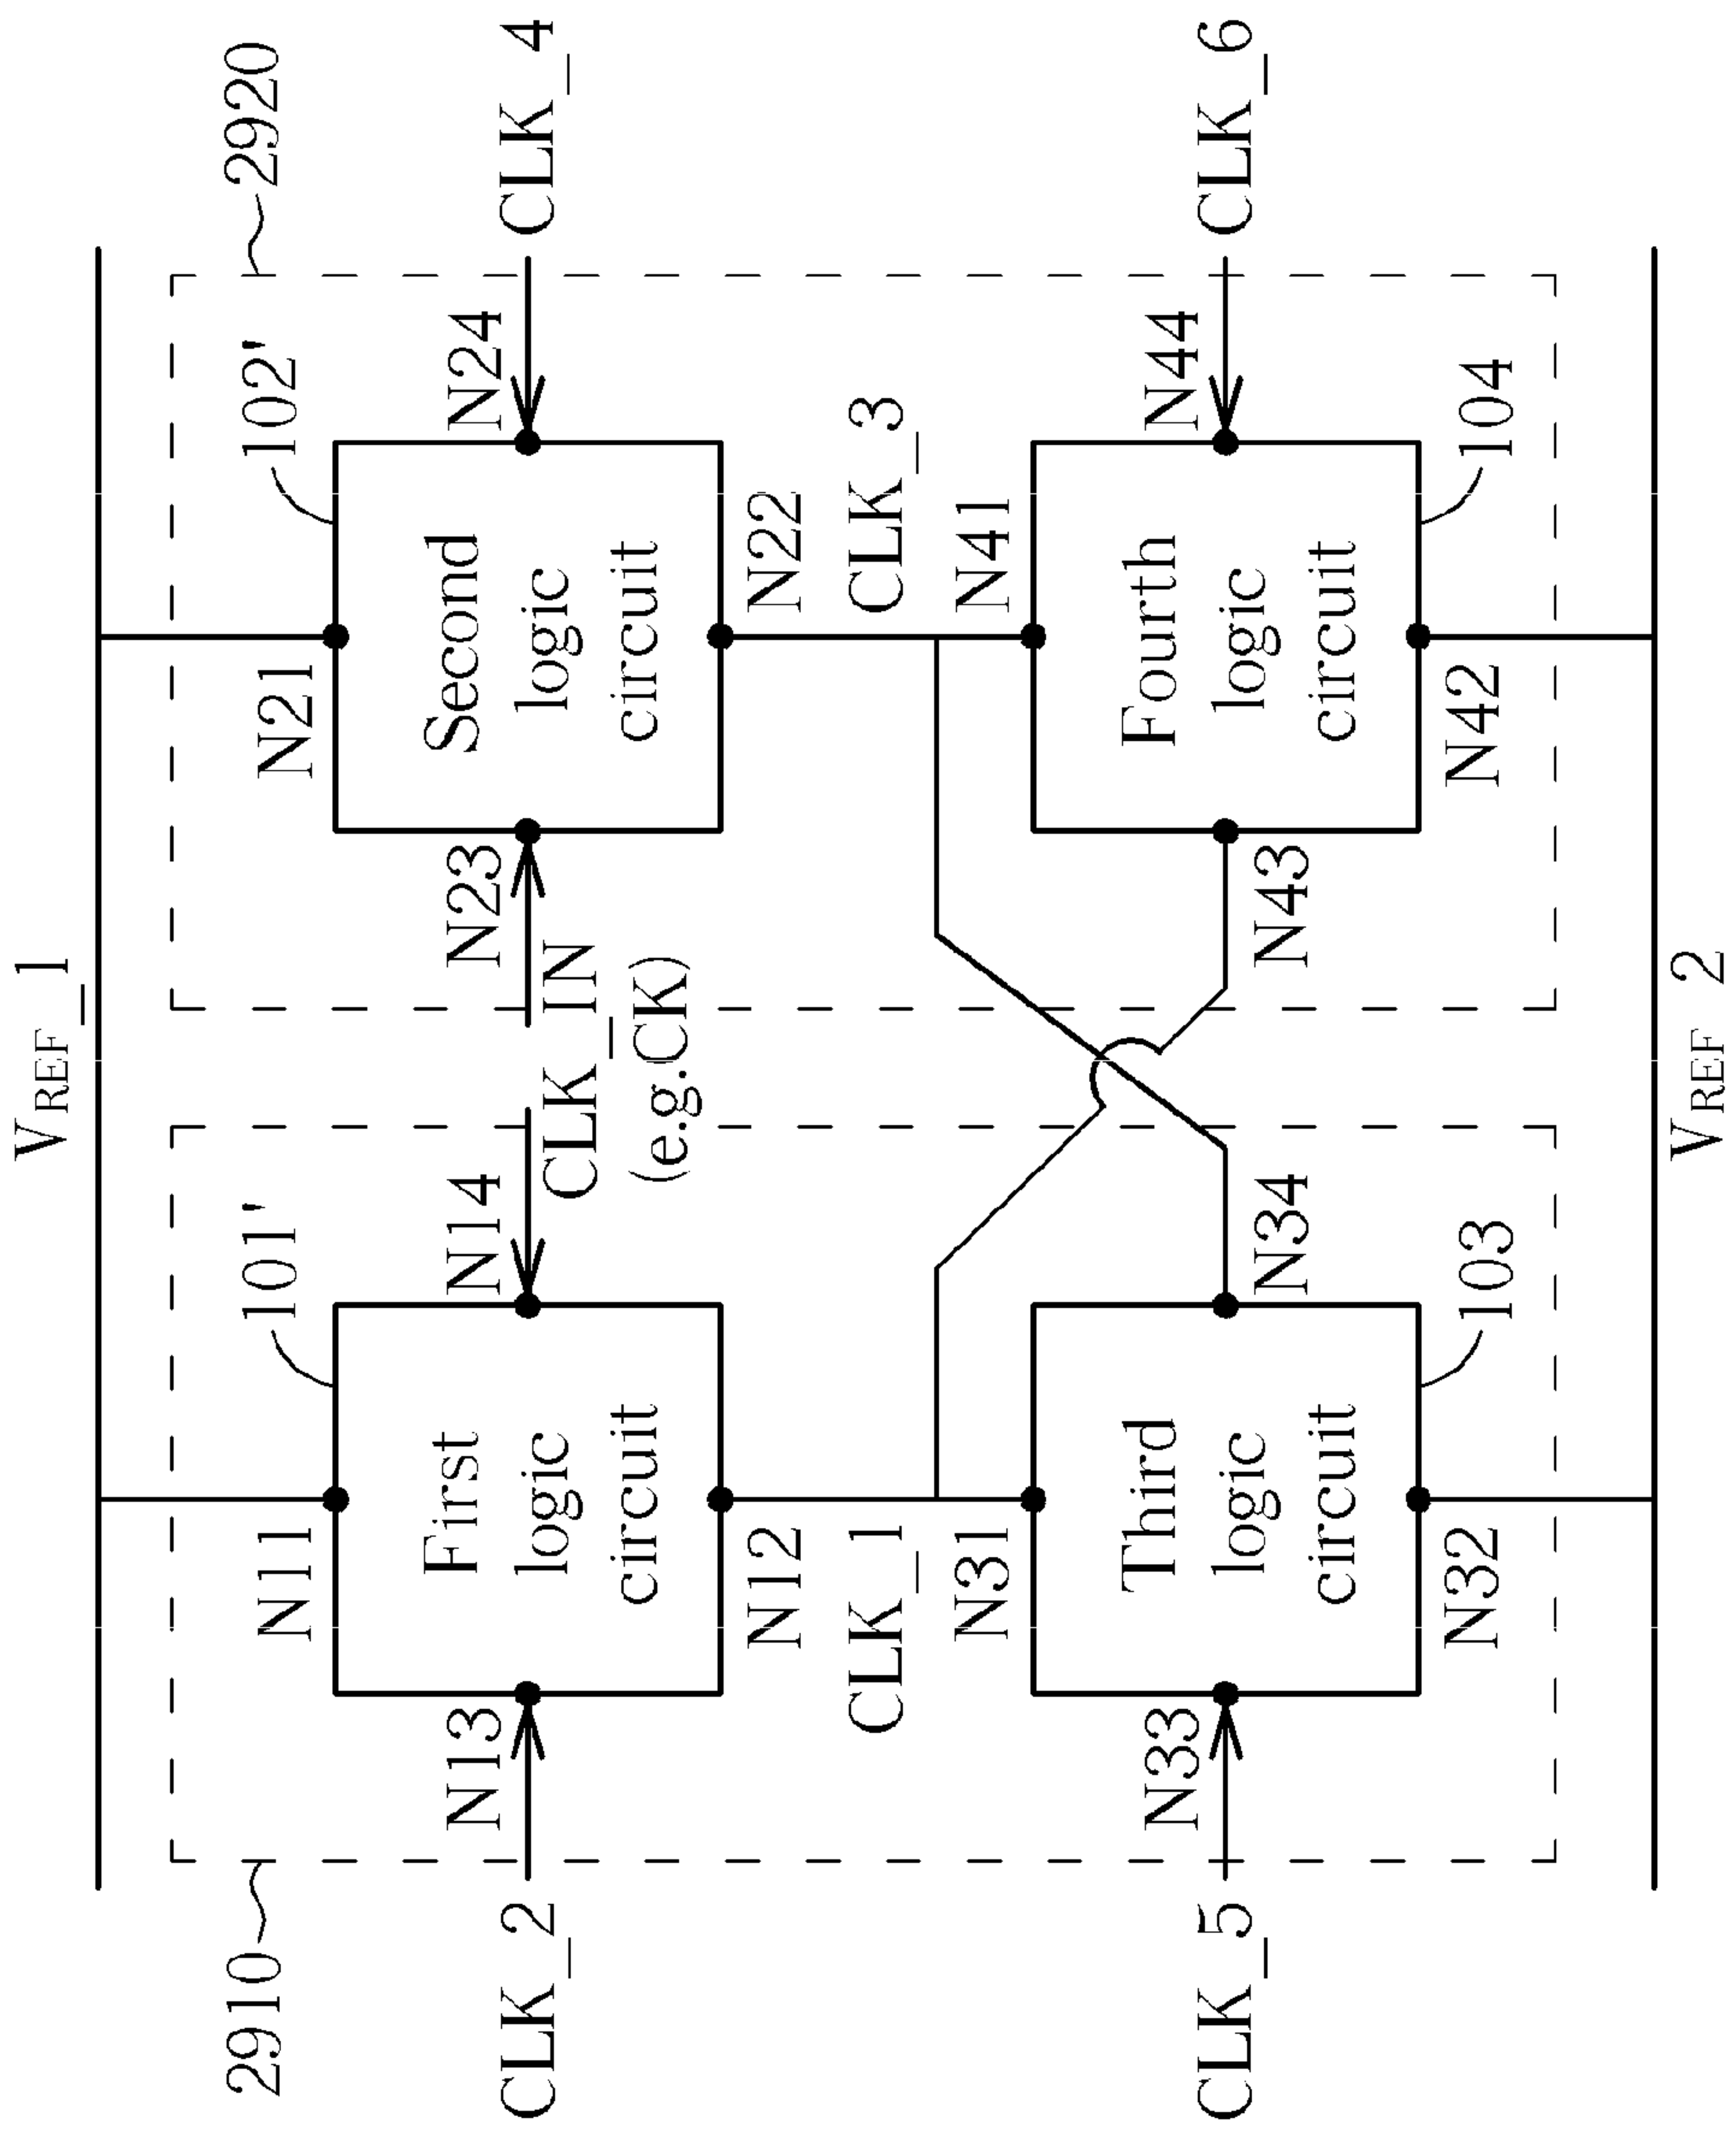 VREF_1
2910
101'
102'
2920
N11
N21
CLK_2
N13
First
logic
circuit
N14
CLK_IN
(e.g.CK)
N23
Second
logic
circuit
N24
CLK_4
N12
N22
CLK_1
CLK_3
N31
N41
CLK_5
N33
Third
logic
circuit
N34
N43
Fourth
logic
circuit
N44
CLK_6
N32
103
N42
104
VREF 2